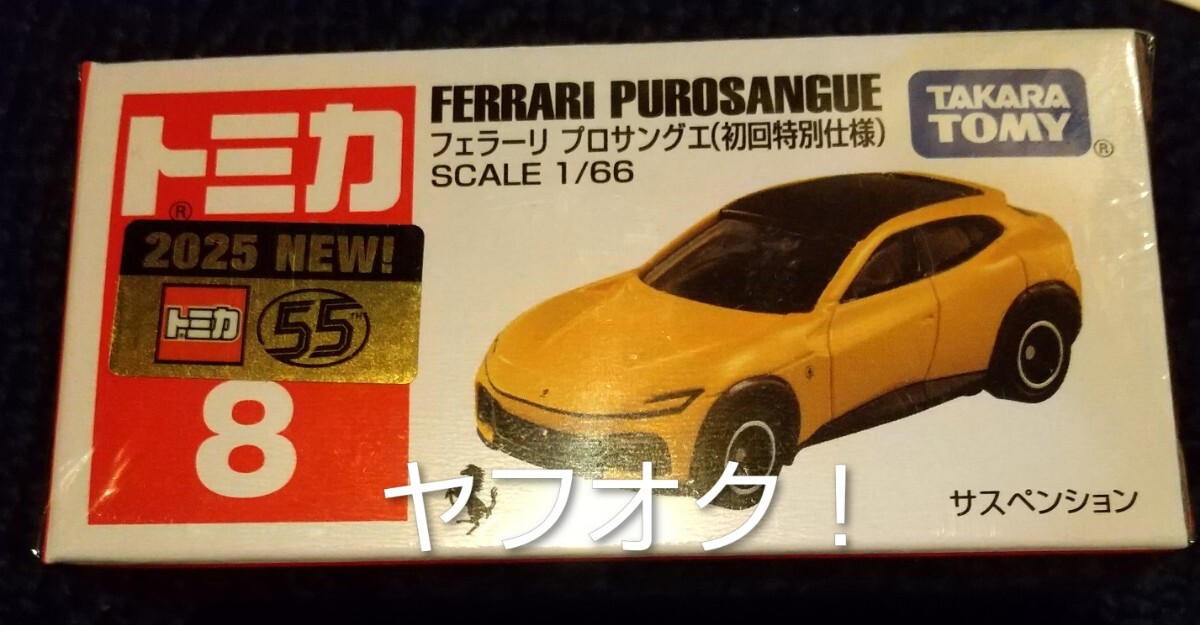 トミカ
®
2025 NEW!
トミカ 55™
8
FERRARI PUROSANGUE
フェラーリ プロサングエ(初回特別仕様)
SCALE 1/66
TAKARA
TOMY®
サスペンション
ヤフオク!